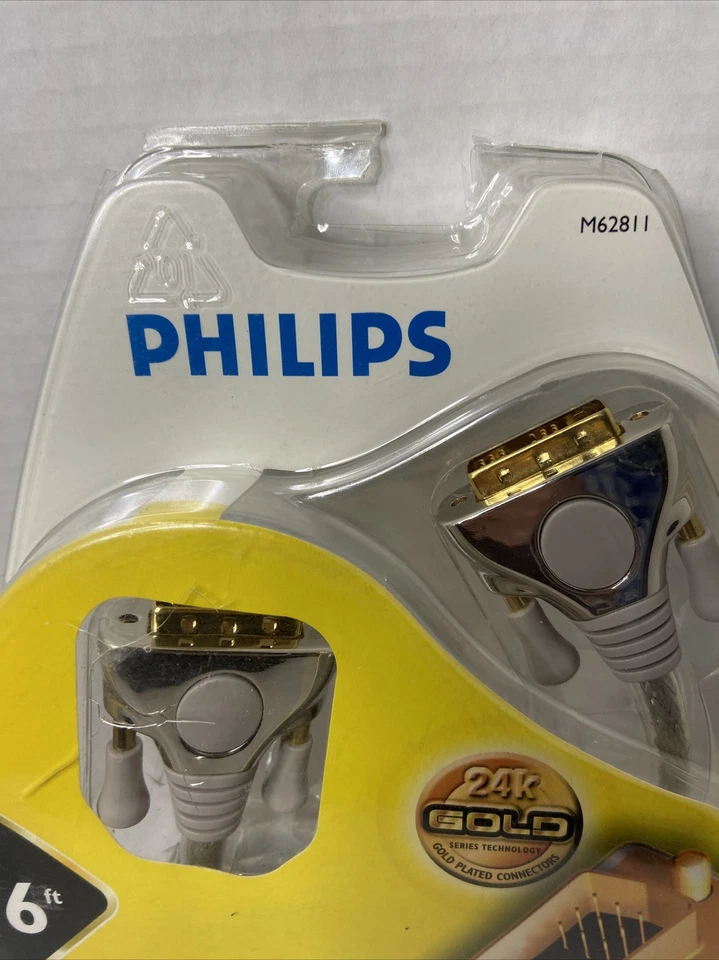 M62811
PHILIPS
24k
GOLD
SERIES TECHNOLOGY
GOLD PLATED CONNECTORS
6 ft